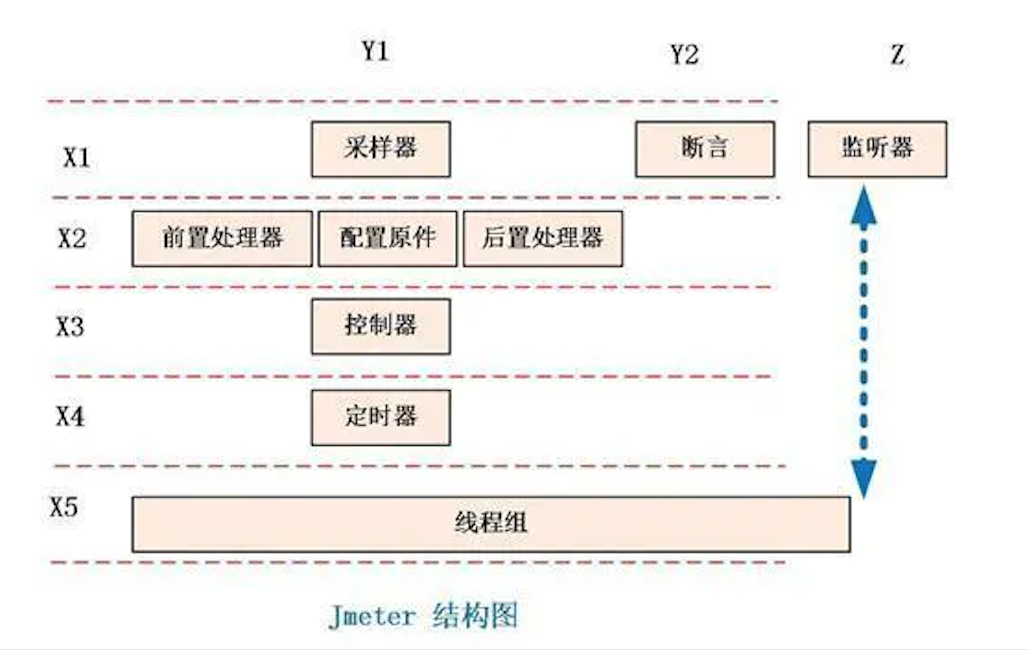 Y1 Y2 Z
X1 采样器 断言 监听器
X2 前置处理器 配置原件 后置处理器
X3 控制器
X4 定时器
X5 线程组
Jmeter 结构图